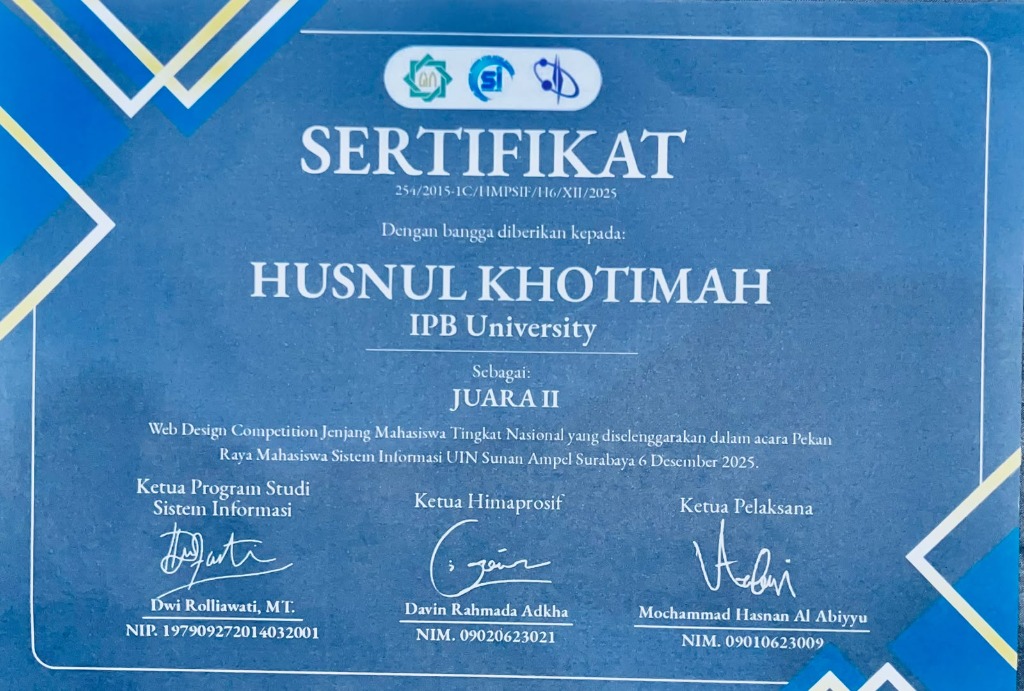 SERTIFIKAT
254/2015-1C/HMPSIF/H6/XII/2025
Dengan bangga diberikan kepada:
HUSNUL KHOTIMAH
IPB University
Sebagai:
JUARA II
Web Design Competition Jenjang Mahasiswa Tingkat Nasional yang diselenggarakan dalam acara Pekan
Raya Mahasiswa Sistem Informasi UIN Sunan Ampel Surabaya 6 Desember 2025.
Ketua Program Studi
Sistem Informasi
Dwi Rolliawati, MT.
NIP. 197909272014032001
Ketua Himaprosif
Davin Rahmada Adkha
NIM. 09020623021
Ketua Pelaksana
Mochammad Hasnan Al Abiyyu
NIM. 09010623009